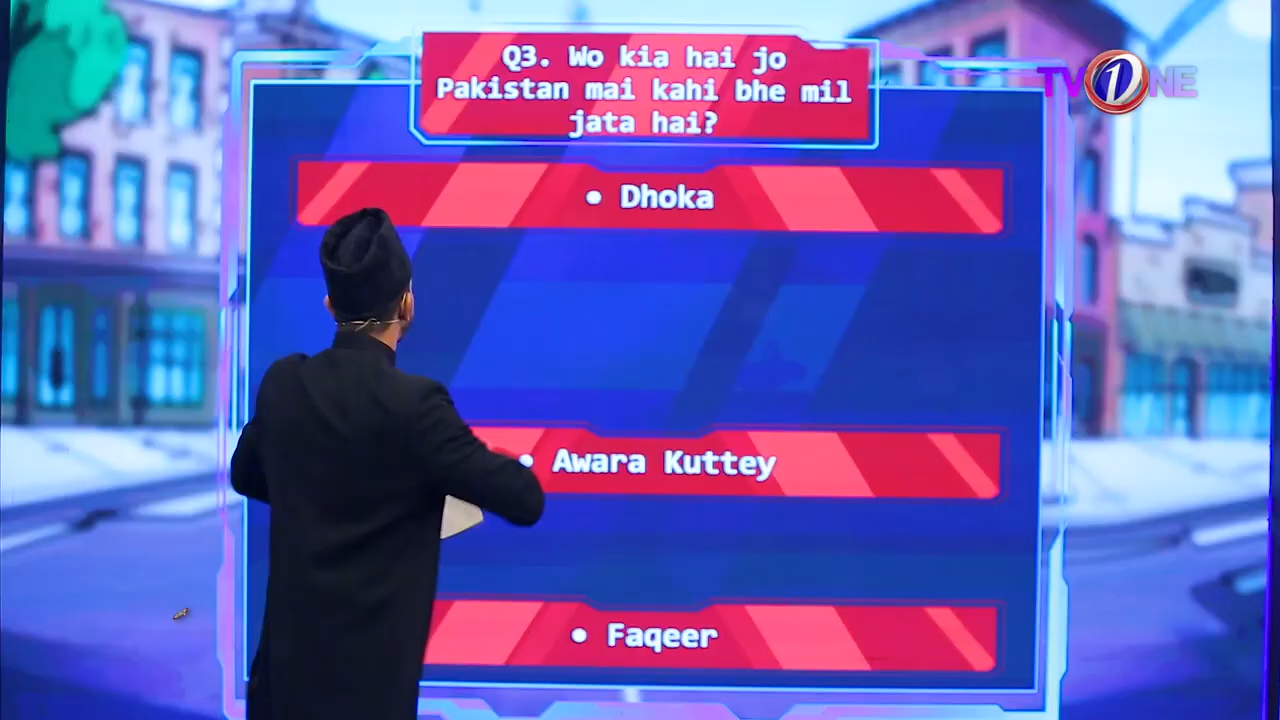 Q3. Wo kia hai jo
Pakistan mai kahi bhe mil
jata hai?
TV ONE
• Dhoka
• Awara Kuttey
• Faqeer